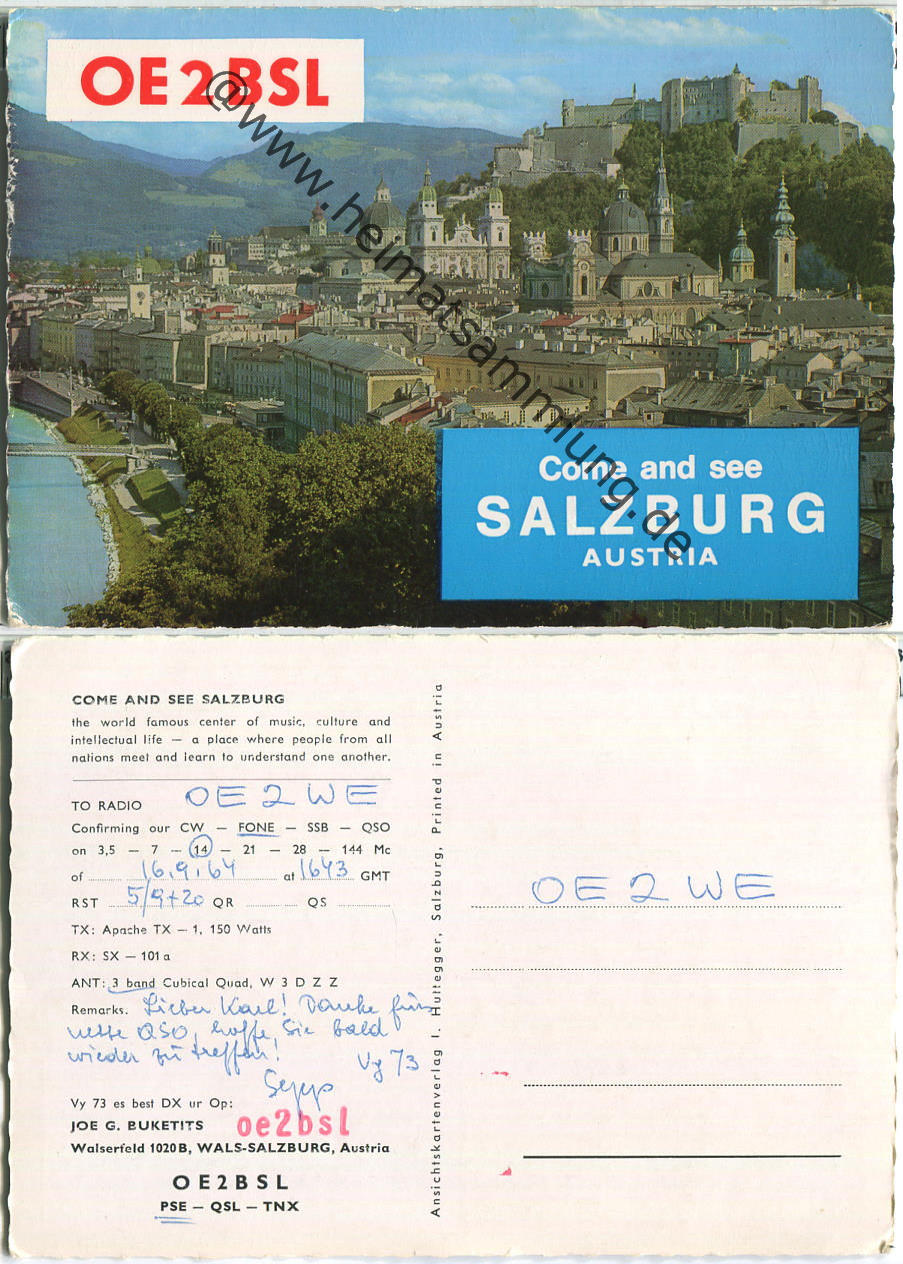 OE2BSL
@www.heimatsammlung.de
Come and see
SALZBURG
AUSTRIA
COME AND SEE SALZBURG
the world famous center of music, culture and
intellectual life — a place where people from all
nations meet and learn to understand one another.
TO RADIO OE2WE
Confirming our CW — FONE — SSB — QSO
on 3,5 — 7 — 14 — 21 — 28 — 144 Mc
of 16.9.64 at 1643 GMT
RST 5/9+20 QR QS
TX: Apache TX — 1, 150 Watts
RX: SX — 101a
ANT: 3 band Cubical Quad, W 3 D Z Z
Remarks. Lieber Karl! Danke für
nette QSO, hoffe, Sie bald
wieder zu treffen!
Vy 73
Sepp
Vy 73 es best DX ur Op:
JOE G. BUKETITS
oe2bsl
Walserfeld 1020B, WALS-SALZBURG, Austria
OE2BSL
PSE — QSL — TNX
Ansichtskartenverlag I. Huttegger, Salzburg, Printed in Austria
OE2WE